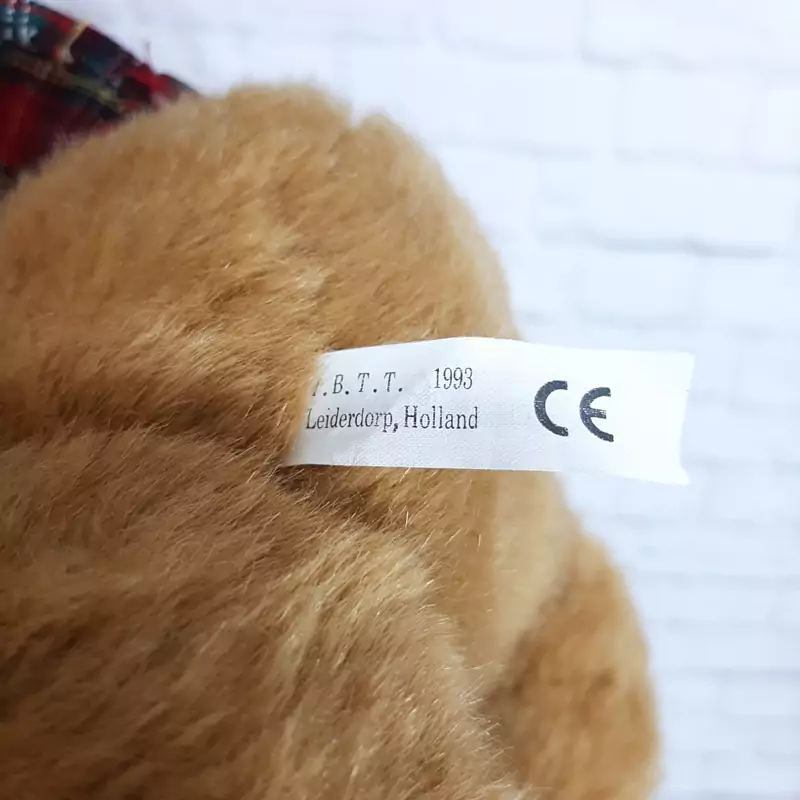 .B.T.T. 1993
Leiderdorp, Holland
CE